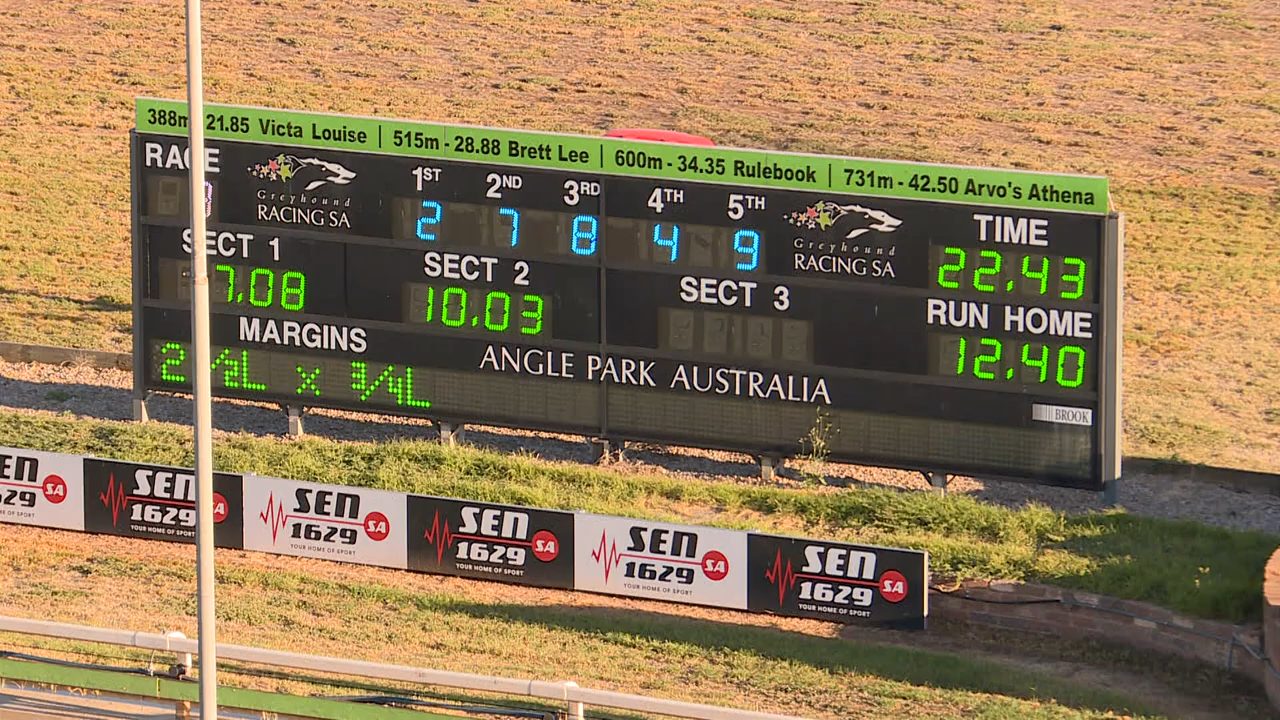 388m 21.85 Victa Louise | 515m - 28.88 Brett Lee | 600m - 34.35 Rulebook | 731m - 42.50 Arvo's Athena
RACE
Greyhound
RACING SA
1ST 2ND 3RD 4TH 5TH
2 7 8 4 9
Greyhound
RACING SA
TIME
22.43
SECT 1
7.08
SECT 2
10.03
SECT 3
RUN HOME
12.40
MARGINS
2 ½L x ¾L
ANGLE PARK AUSTRALIA
BROOK
SEN SA
1629
YOUR HOME OF SPORT
SEN SA
1629
YOUR HOME OF SPORT
SEN SA
1629
YOUR HOME OF SPORT
SEN SA
1629
YOUR HOME OF SPORT
SEN SA
1629
YOUR HOME OF SPORT